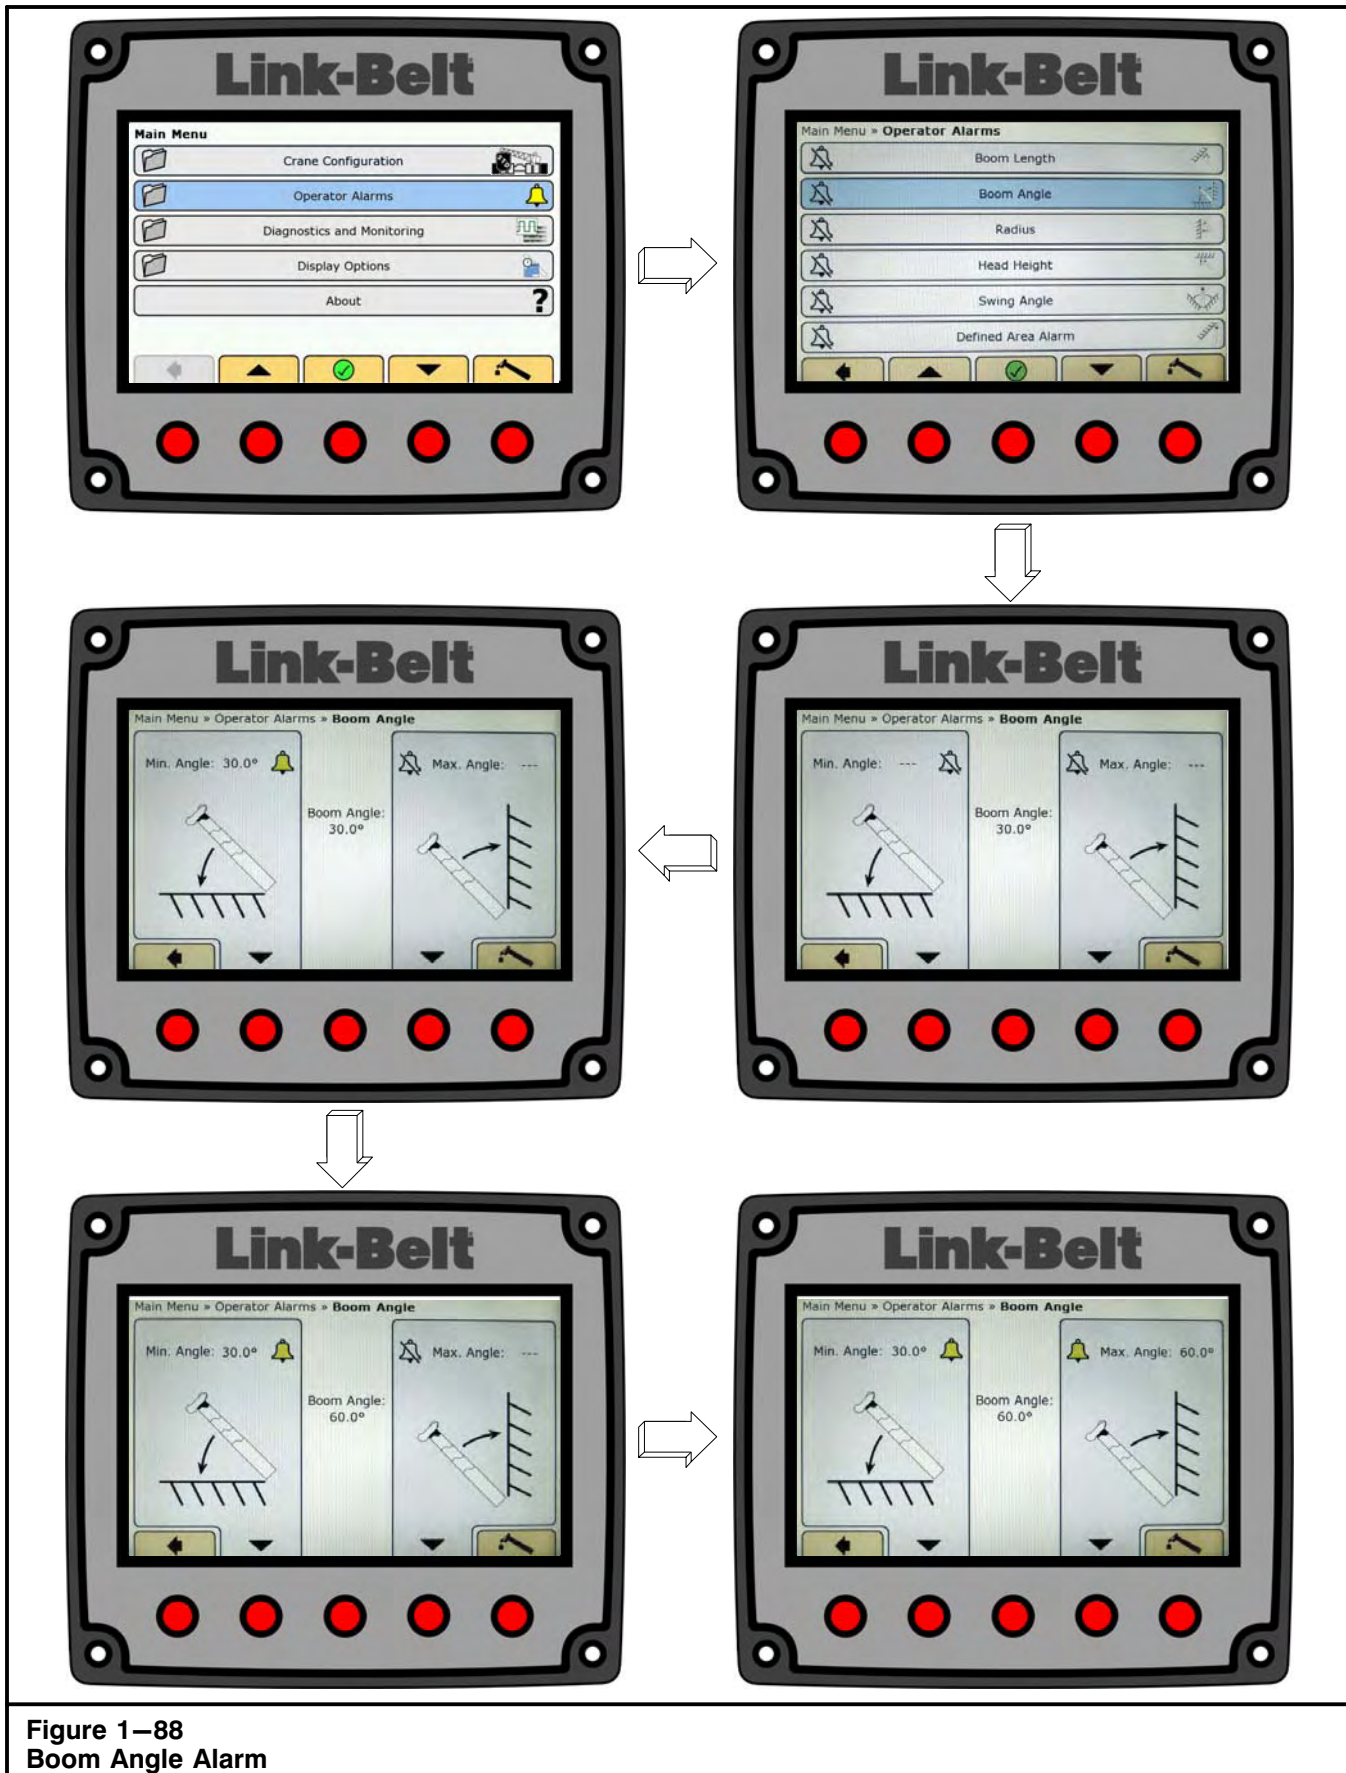 Link-Belt
Main Menu
Crane Configuration
Operator Alarms
Diagnostics and Monitoring
Display Options
About
?
Link-Belt
Main Menu » Operator Alarms
Boom Length
Boom Angle
Radius
Head Height
Swing Angle
Defined Area Alarm
Link-Belt
Main Menu » Operator Alarms » Boom Angle
Min. Angle: 30.0°
Max. Angle: ---
Boom Angle:
30.0°
Link-Belt
Main Menu » Operator Alarms » Boom Angle
Min. Angle: ---
Max. Angle: ---
Boom Angle:
30.0°
Link-Belt
Main Menu » Operator Alarms » Boom Angle
Min. Angle: 30.0°
Max. Angle: ---
Boom Angle:
60.0°
Link-Belt
Main Menu » Operator Alarms » Boom Angle
Min. Angle: 30.0°
Max. Angle: 60.0°
Boom Angle:
60.0°
Figure 1—88
Boom Angle Alarm